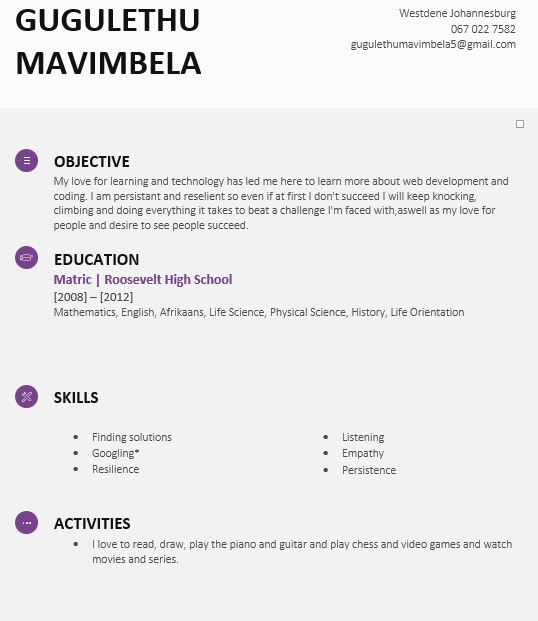 GUGULETHU
MAVIMBELA
Westdene Johannesburg
067 022 7582
gugulethumavimbela5@gmail.com
OBJECTIVE
My love for learning and technology has led me here to learn more about web development and
coding. I am persistant and reselient so even if at first I don't succeed I will keep knocking,
climbing and doing everything it takes to beat a challenge I'm faced with,aswell as my love for
people and desire to see people succeed.
EDUCATION
Matric | Roosevelt High School
[2008] – [2012]
Mathematics, English, Afrikaans, Life Science, Physical Science, History, Life Orientation
SKILLS
• Finding solutions
• Googling*
• Resilience
• Listening
• Empathy
• Persistence
ACTIVITIES
• I love to read, draw, play the piano and guitar and play chess and video games and watch
movies and series.